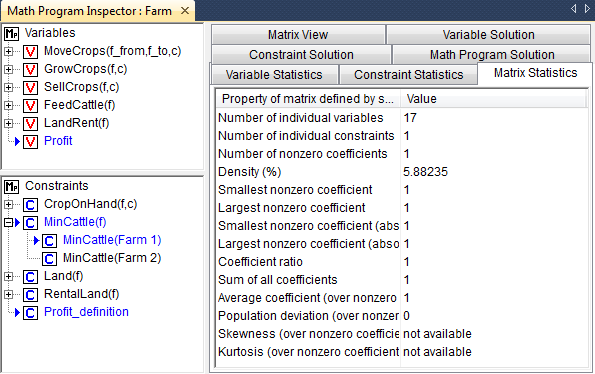 Math Program Inspector : Farm
Variables
MoveCrops(f_from,f_to,c)
GrowCrops(f,c)
SellCrops(f,c)
FeedCattle(f)
LandRent(f)
Profit
Constraints
CropOnHand(f,c)
MinCattle(f)
MinCattle(Farm 1)
MinCattle(Farm 2)
Land(f)
RentalLand(f)
Profit_definition
Matrix View Variable Solution
Constraint Solution Math Program Solution
Variable Statistics Constraint Statistics Matrix Statistics
Property of matrix defined by s... Value
Number of individual variables 17
Number of individual constraints 1
Number of nonzero coefficients 1
Density (%) 5.88235
Smallest nonzero coefficient 1
Largest nonzero coefficient 1
Smallest nonzero coefficient (abs 1
Largest nonzero coefficient (abso 1
Coefficient ratio 1
Sum of all coefficients 1
Average coefficient (over nonzero 1
Population deviation (over nonzer 0
Skewness (over nonzero coefficie not available
Kurtosis (over nonzero coefficient not available